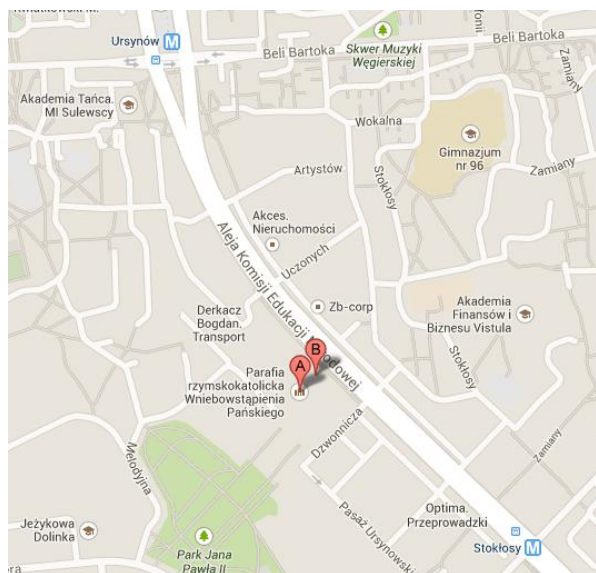 Kwiatkowski M.
Ursynów M
Skwer Muzyki
Węgierskiej
Beli Bartoka
Beli Bartoka
Zamiany
Akademia Tańca.
MI Sulewscy
Wokalna
Gimnazjum
nr 96
Artystów
Stokłosy
Zamiany
Akces.
Nieruchomości
Uczonych
Aleja Komisji Edukacji
dowej
Derkacz
Bogdan.
Transport
Zb-corp
Akademia
Finansów i
Biznesu Vistula
B
A
Parafia
rzymskokatolicka
Wniebowstąpienia
Pańskiego
Stokłosy
Dzwonnicza
Zamiany
Melodyjna
Pasaż Ursynowski
Optima.
Przeprowadzki
Jeżykowa
Dolinka
Park Jana
Pawła II
Stokłosy M